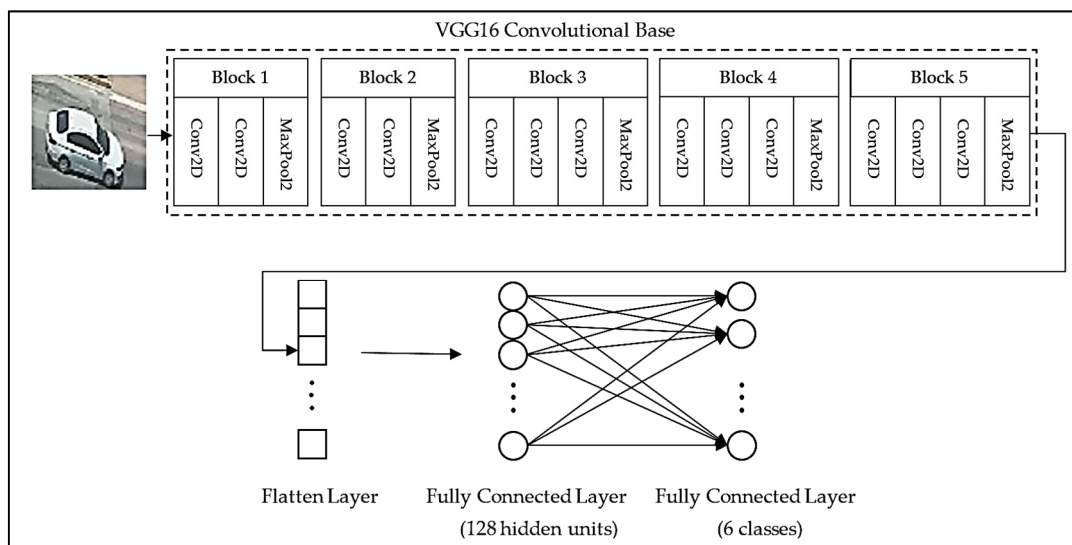 VGG16 Convolutional Base
Block 1
Conv2D
Conv2D
MaxPool2
Block 2
Conv2D
Conv2D
MaxPool2
Block 3
Conv2D
Conv2D
Conv2D
MaxPool2
Block 4
Conv2D
Conv2D
Conv2D
MaxPool2
Block 5
Conv2D
Conv2D
Conv2D
MaxPool2
Flatten Layer
Fully Connected Layer
(128 hidden units)
Fully Connected Layer
(6 classes)